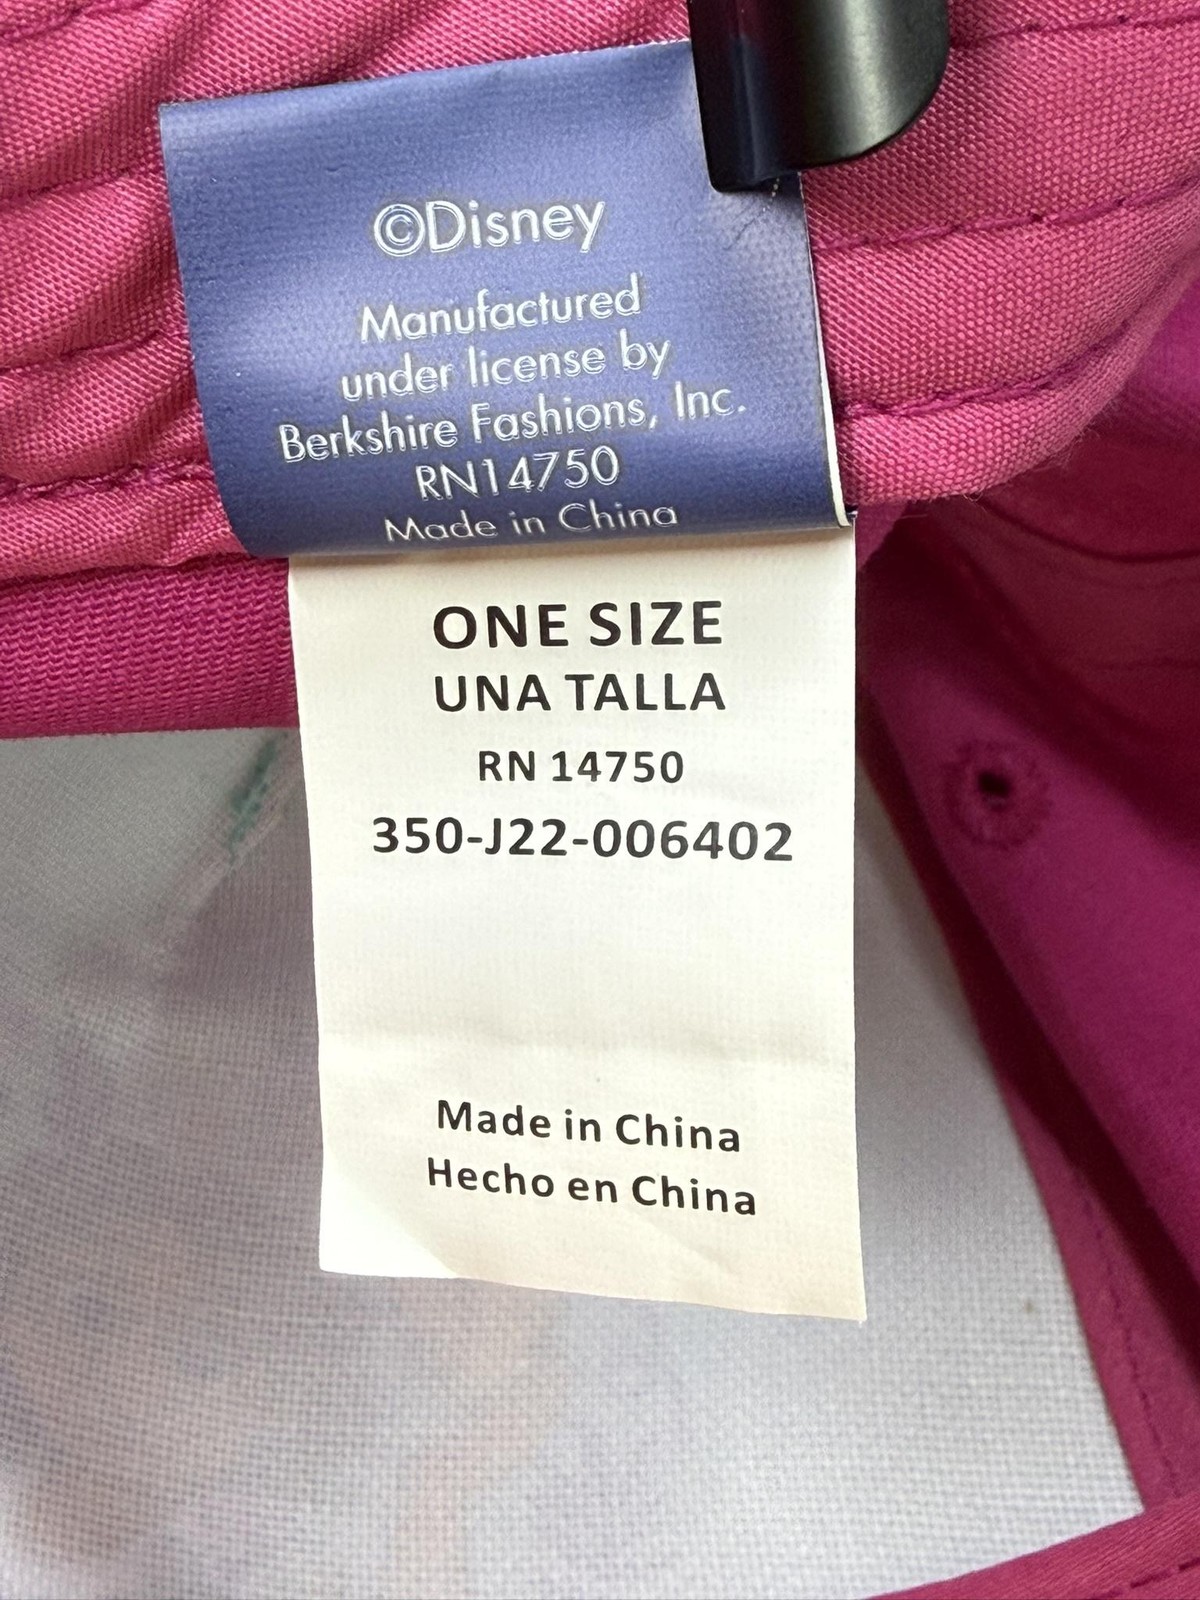 ©Disney
Manufactured
under license by
Berkshire Fashions, Inc.
RN14750
Made in China
ONE SIZE
UNA TALLA
RN 14750
350-J22-006402
Made in China
Hecho en China